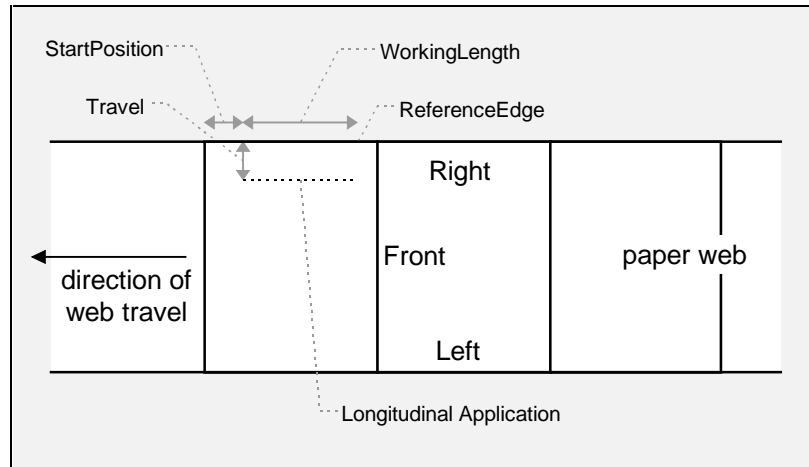 StartPosition
WorkingLength
Travel
ReferenceEdge
Right
Front
paper web
direction of
web travel
Left
Longitudinal Application